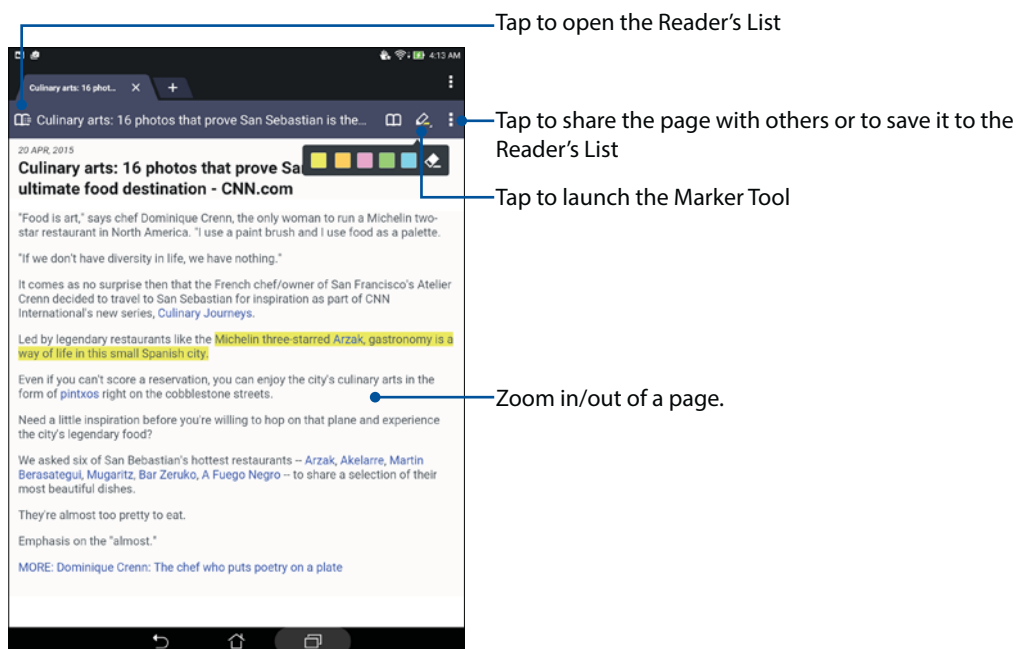 Tap to open the Reader's List
4:13 AM
Culinary arts: 16 phot...
Culinary arts: 16 photos that prove San Sebastian is the...
Tap to share the page with others or to save it to the
Reader's List
20 APR, 2015
Culinary arts: 16 photos that prove Sa
ultimate food destination - CNN.com
Tap to launch the Marker Tool
"Food is art," says chef Dominique Crenn, the only woman to run a Michelin two-
star restaurant in North America. "I use a paint brush and I use food as a palette.
"If we don't have diversity in life, we have nothing."
It comes as no surprise then that the French chef/owner of San Francisco's Atelier
Crenn decided to travel to San Sebastian for inspiration as part of CNN
International's new series, Culinary Journeys.
Led by legendary restaurants like the Michelin three-starred Arzak, gastronomy is a
way of life in this small Spanish city.
Even if you can't score a reservation, you can enjoy the city's culinary arts in the
form of pintxos right on the cobblestone streets.
Zoom in/out of a page.
Need a little inspiration before you're willing to hop on that plane and experience
the city's legendary food?
We asked six of San Bebastian's hottest restaurants -- Arzak, Akelarre, Martin
Berasategui, Mugaritz, Bar Zeruko, A Fuego Negro -- to share a selection of their
most beautiful dishes.
They're almost too pretty to eat.
Emphasis on the "almost."
MORE: Dominique Crenn: The chef who puts poetry on a plate